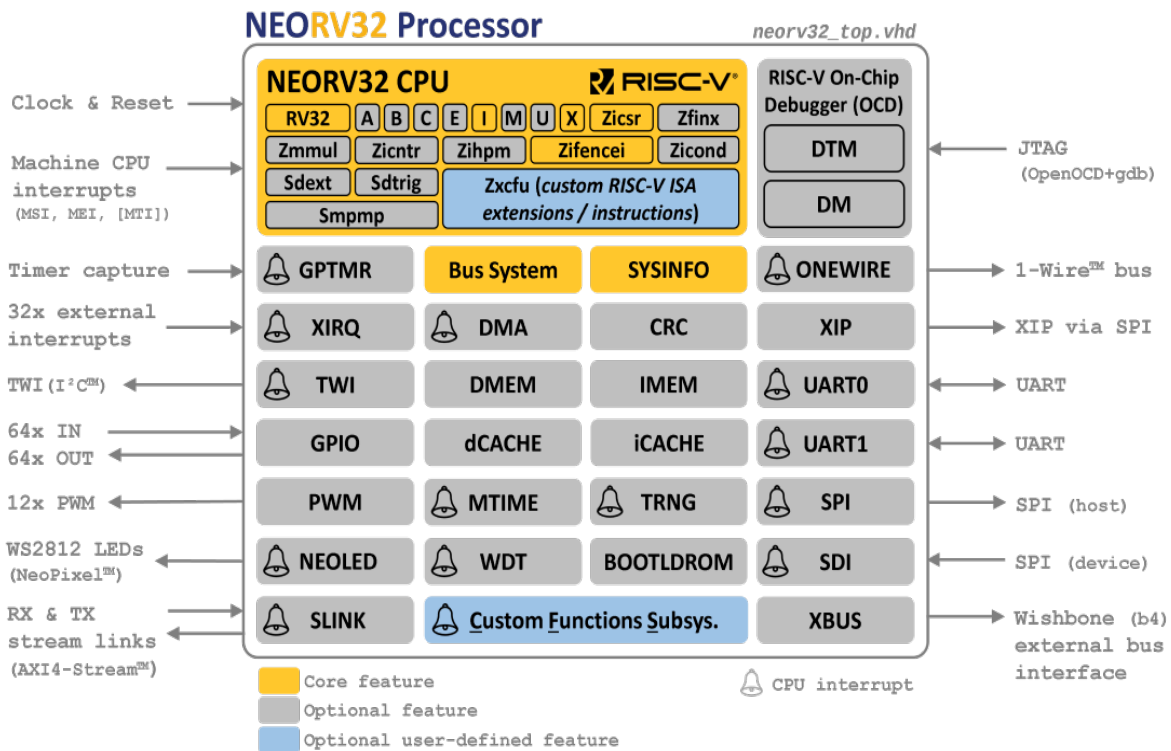 NEORV32 Processor
neorv32_top.vhd
NEORV32 CPU
RISC-V®
RV32 A B C E I M U X Zicsr Zfinx
Zmmul Zicntr Zihpm Zifencei Zicond
Sdext Sdtrig
Smpmp
Zxcfu (custom RISC-V ISA
extensions / instructions)
RISC-V On-Chip
Debugger (OCD)
DTM
DM
Clock & Reset
Machine CPU
interrupts
(MSI, MEI, [MTI])
JTAG
(OpenOCD+gdb)
Timer capture
GPTMR
Bus System
SYSINFO
ONEWIRE
1-Wire™ bus
32x external
interrupts
XIRQ
DMA
CRC
XIP
XIP via SPI
TWI(I²C™)
TWI
DMEM
IMEM
UART0
UART
64x IN
64x OUT
GPIO
dCACHE
iCACHE
UART1
UART
12x PWM
PWM
MTIME
TRNG
SPI
SPI (host)
WS2812 LEDs
(NeoPixel™)
NEOLED
WDT
BOOTLDROM
SDI
SPI (device)
RX & TX
stream links
(AXI4-Stream™)
SLINK
Custom Functions Subsys.
XBUS
Wishbone (b4)
external bus
interface
Core feature
Optional feature
Optional user-defined feature
CPU interrupt